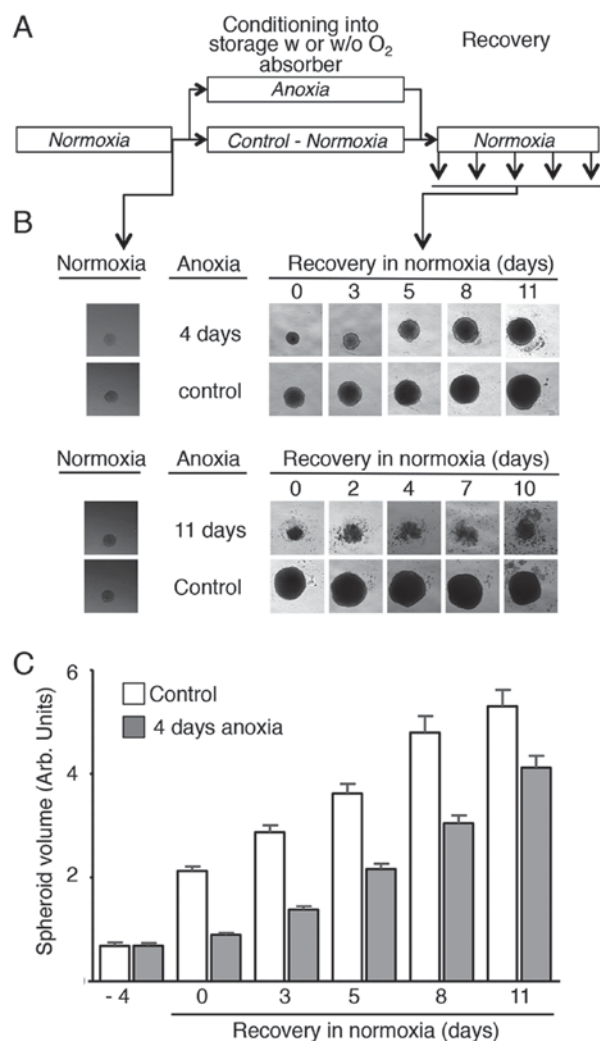 A
Conditioning into
storage w or w/o O2
absorber
Recovery
Anoxia
Normoxia
Control - Normoxia
Normoxia
B
Normoxia Anoxia Recovery in normoxia (days)
0 3 5 8 11
4 days
control
Normoxia Anoxia Recovery in normoxia (days)
0 2 4 7 10
11 days
Control
C
Spheroid volume (Arb. Units)
6
4
2
Control
4 days anoxia
- 4 0 3 5 8 11
Recovery in normoxia (days)